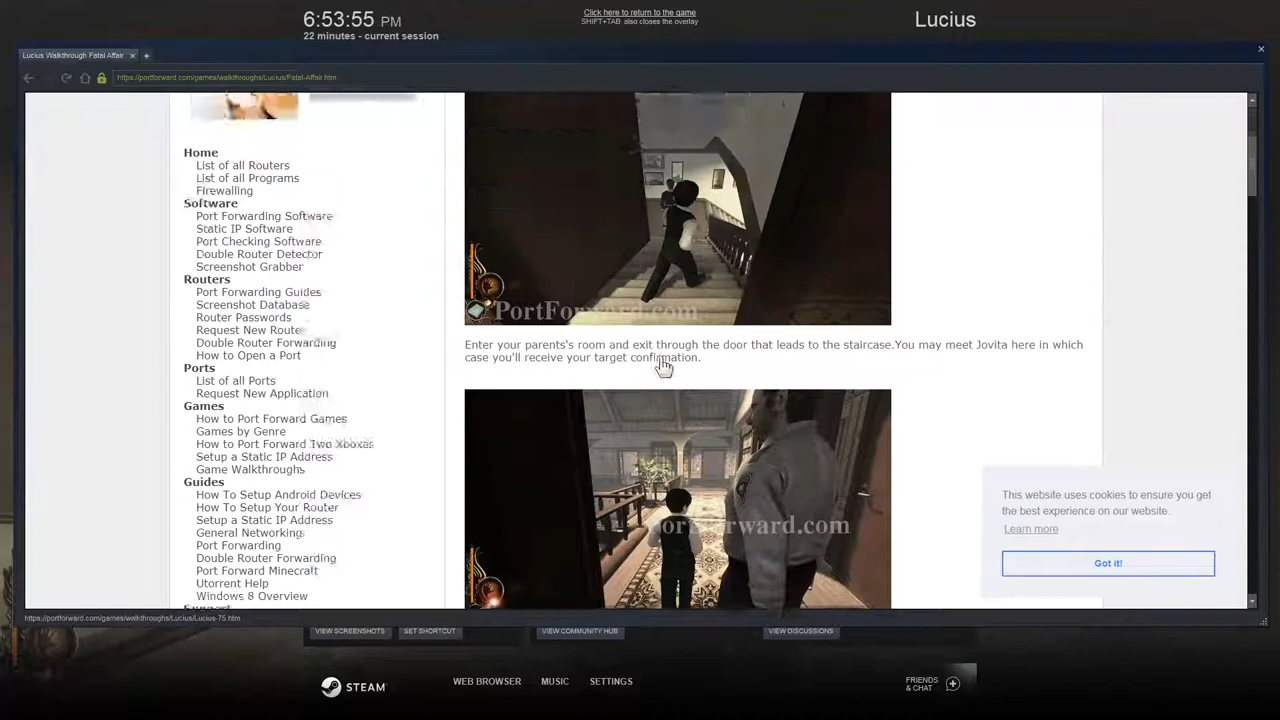 6:53:55 PM
22 minutes - current session
Click here to return to the game
SHIFT+TAB also closes the overlay
Lucius
Lucius Walkthrough Fatal Affair
https://portforward.com/games/walkthroughs/Lucius/Fatal-Affair.htm
Home
List of all Routers
List of all Programs
Firewalling
Software
Port Forwarding Software
Static IP Software
Port Checking Software
Double Router Detector
Screenshot Grabber
Routers
Port Forwarding Guides
Screenshot Database
Router Passwords
Request New Router
Double Router Forwarding
How to Open a Port
Ports
List of all Ports
Request New Application
Games
How to Port Forward Games
Games by Genre
How to Port Forward Two Xboxes
Setup a Static IP Address
Game Walkthroughs
Guides
How To Setup Android Devices
How To Setup Your Router
Setup a Static IP Address
General Networking
Port Forwarding
Double Router Forwarding
Port Forward Minecraft
Utorrent Help
Windows 8 Overview
PortForward.com
Enter your parents's room and exit through the door that leads to the staircase.You may meet Jovita here in which
case you'll receive your target confirmation.
PortForward.com
This website uses cookies to ensure you get
the best experience on our website.
Learn more
Got it!
https://portforward.com/games/walkthroughs/Lucius/Lucius-75.htm
VIEW SCREENSHOTS
SET SHORTCUT
VIEW COMMUNITY HUB
VIEW DISCUSSIONS
STEAM
WEB BROWSER
MUSIC
SETTINGS
FRIENDS
& CHAT